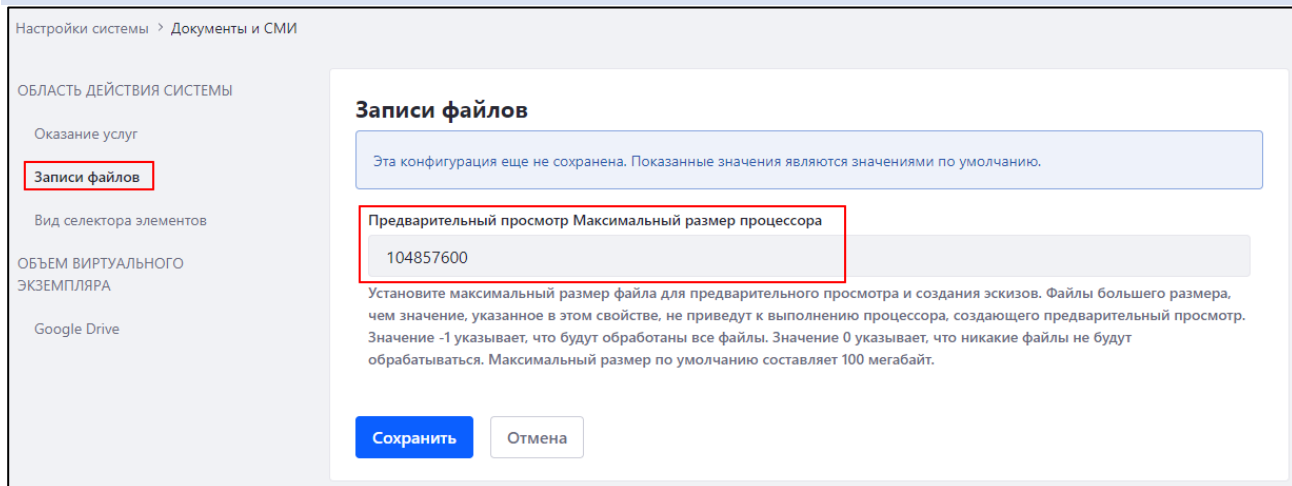 Настройки системы > Документы и СМИ
ОБЛАСТЬ ДЕЙСТВИЯ СИСТЕМЫ
Оказание услуг
Записи файлов
Вид селектора элементов
ОБЪЕМ ВИРТУАЛЬНОГО
ЭКЗЕМПЛЯРА
Google Drive
Записи файлов
Эта конфигурация еще не сохранена. Показанные значения являются значениями по умолчанию.
Предварительный просмотр Максимальный размер процессора
104857600
Установите максимальный размер файла для предварительного просмотра и создания эскизов. Файлы большего размера,
чем значение, указанное в этом свойстве, не приведут к выполнению процессора, создающего предварительный просмотр.
Значение -1 указывает, что будут обработаны все файлы. Значение 0 указывает, что никакие файлы не будут
обрабатываться. Максимальный размер по умолчанию составляет 100 мегабайт.
Сохранить Отмена